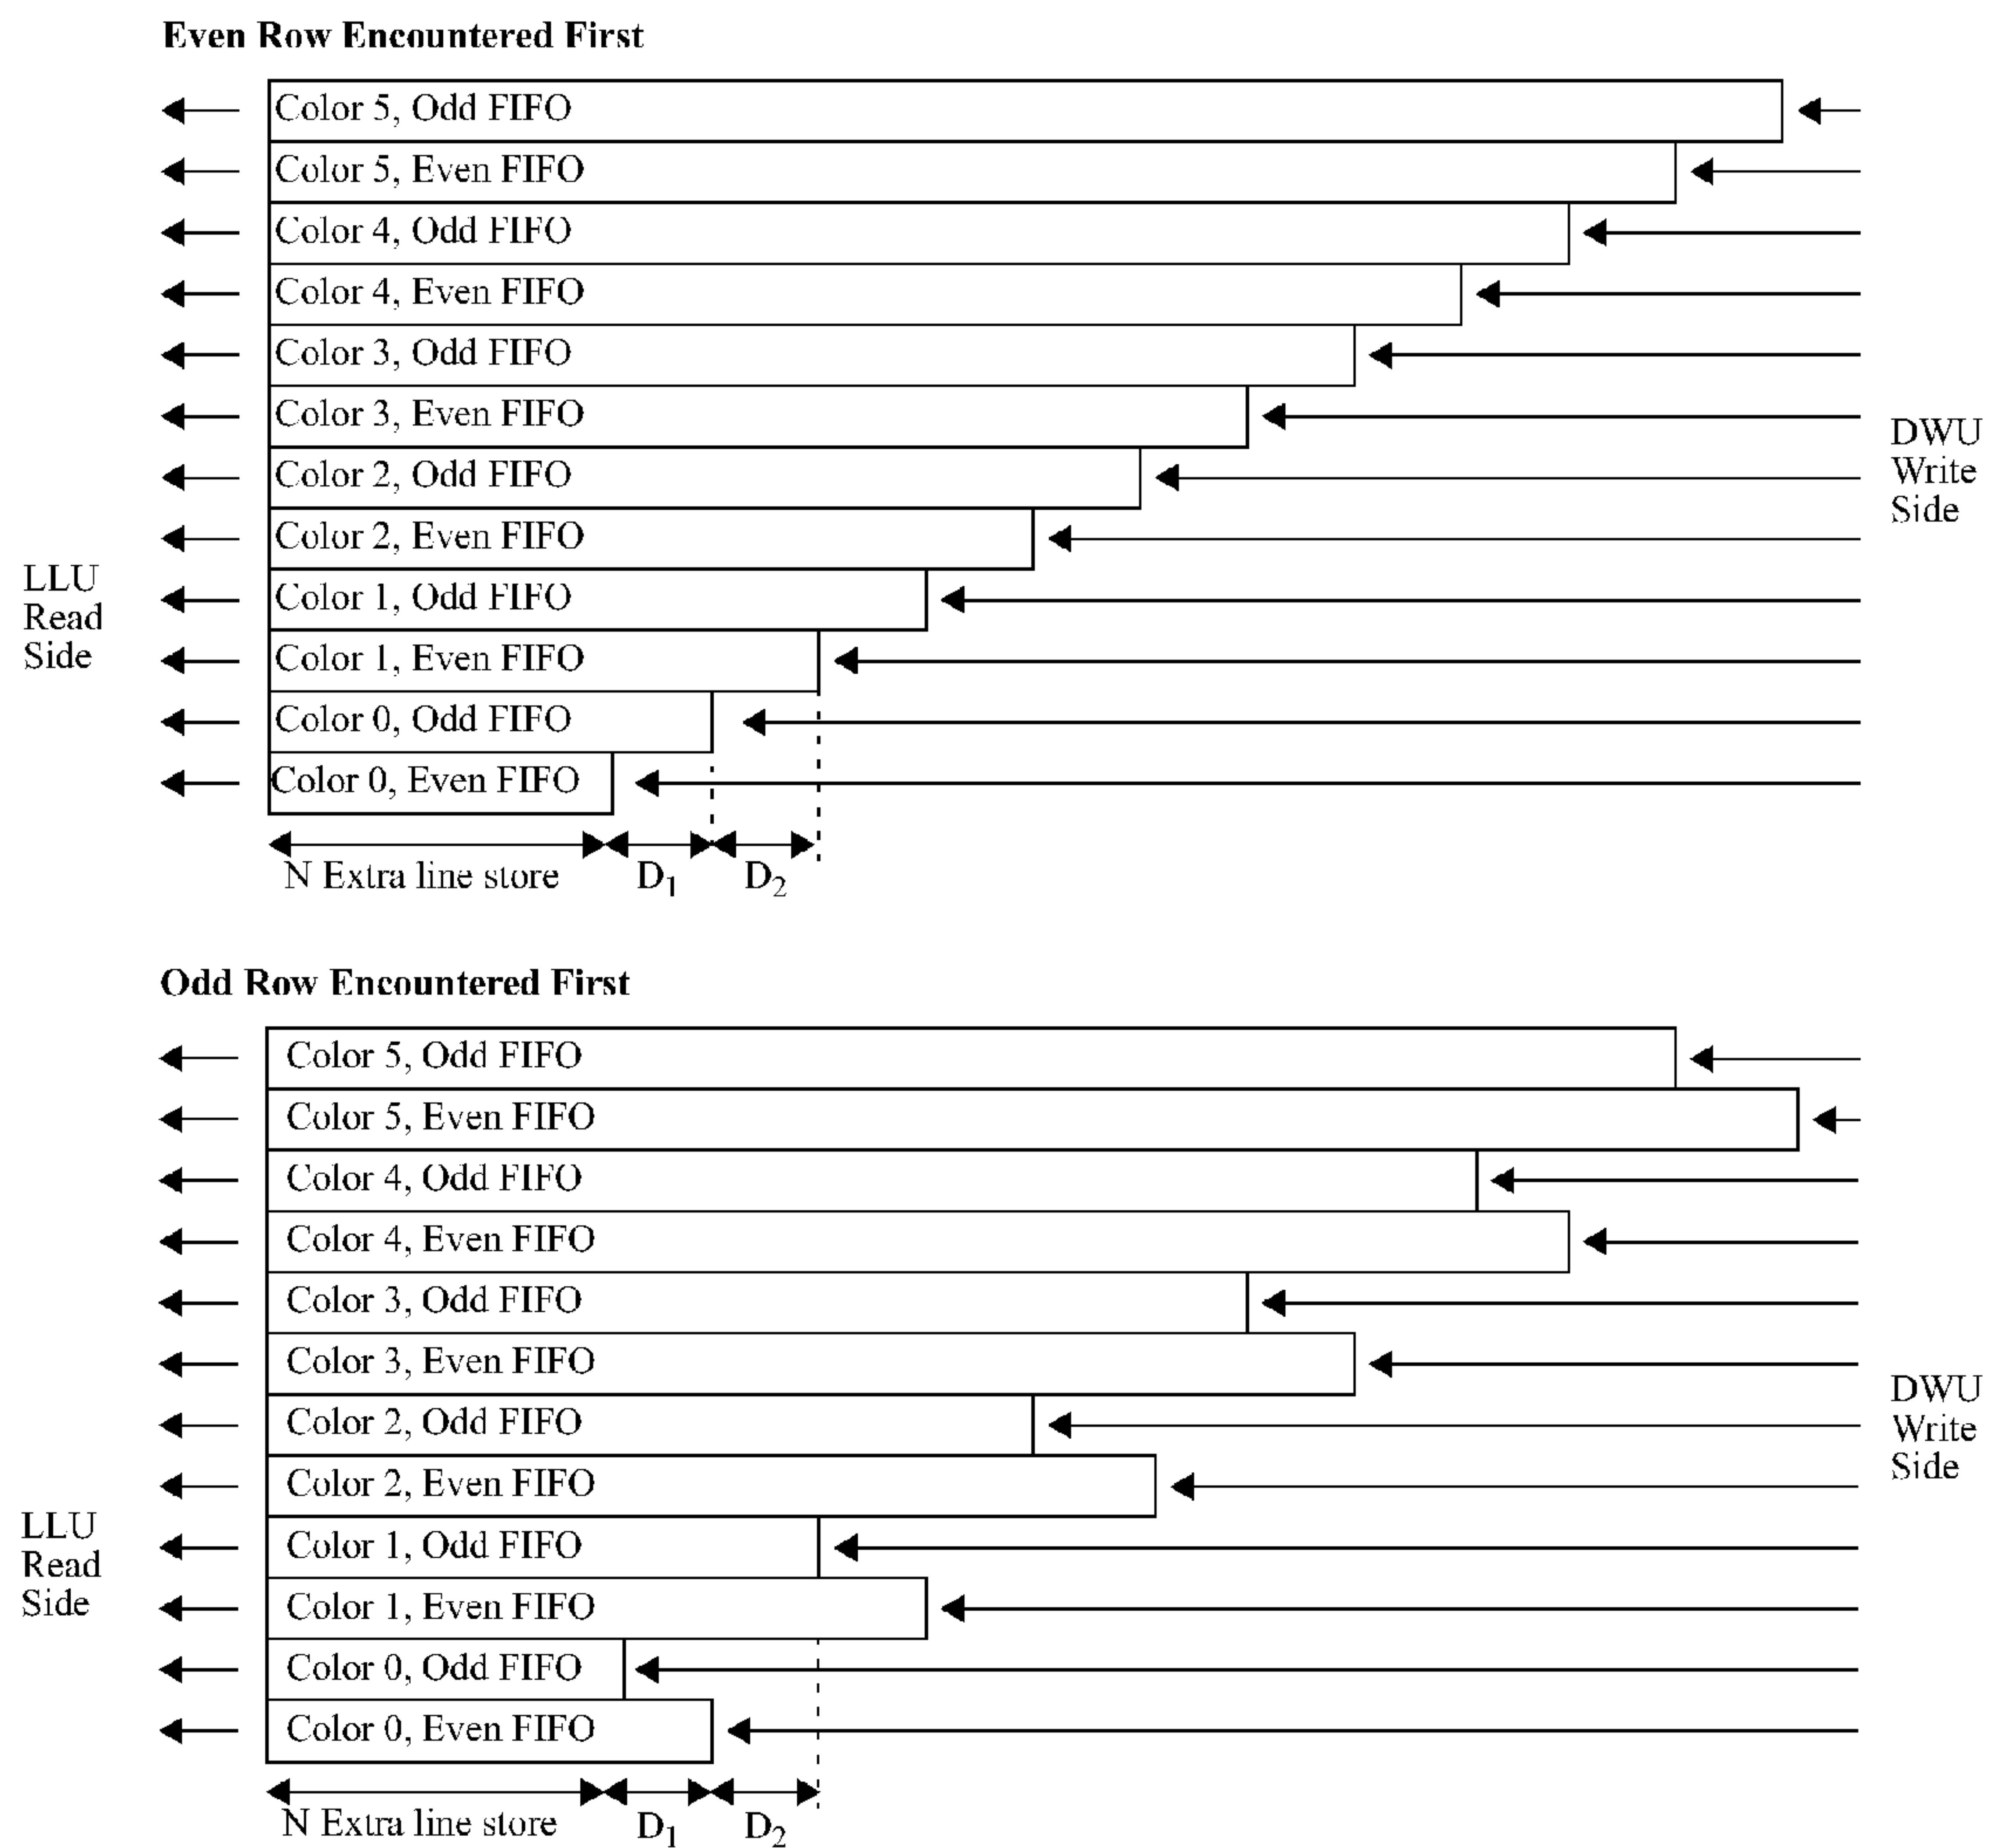 Even Row Encountered First
Color 5, Odd FIFO
Color 5, Even FIFO
Color 4, Odd FIFO
Color 4, Even FIFO
Color 3, Odd FIFO
Color 3, Even FIFO
DWU
Write
Side
Color 2, Odd FIFO
Color 2, Even FIFO
LLU
Read
Side
Color 1, Odd FIFO
Color 1, Even FIFO
Color 0, Odd FIFO
Color 0, Even FIFO
N Extra line store D1 D2
Odd Row Encountered First
Color 5, Odd FIFO
Color 5, Even FIFO
Color 4, Odd FIFO
Color 4, Even FIFO
Color 3, Odd FIFO
Color 3, Even FIFO
DWU
Write
Side
Color 2, Odd FIFO
Color 2, Even FIFO
LLU
Read
Side
Color 1, Odd FIFO
Color 1, Even FIFO
Color 0, Odd FIFO
Color 0, Even FIFO
N Extra line store D1 D2